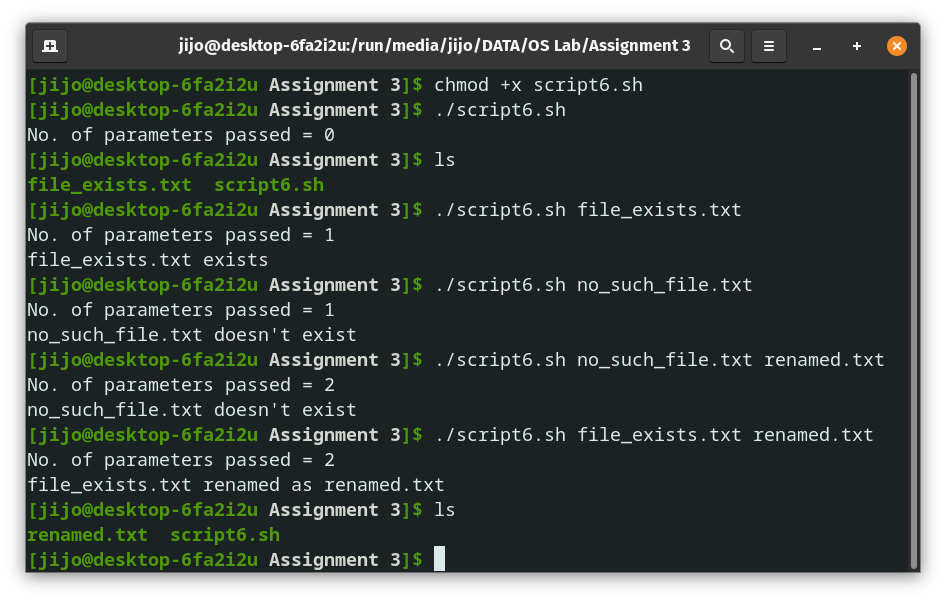 jijo@desktop-6fa2i2u:/run/media/jijo/DATA/OS Lab/Assignment 3
[jijo@desktop-6fa2i2u Assignment 3]$ chmod +x script6.sh
[jijo@desktop-6fa2i2u Assignment 3]$ ./script6.sh
No. of parameters passed = 0
[jijo@desktop-6fa2i2u Assignment 3]$ ls
file_exists.txt  script6.sh
[jijo@desktop-6fa2i2u Assignment 3]$ ./script6.sh file_exists.txt
No. of parameters passed = 1
file_exists.txt exists
[jijo@desktop-6fa2i2u Assignment 3]$ ./script6.sh no_such_file.txt
No. of parameters passed = 1
no_such_file.txt doesn't exist
[jijo@desktop-6fa2i2u Assignment 3]$ ./script6.sh no_such_file.txt renamed.txt
No. of parameters passed = 2
no_such_file.txt doesn't exist
[jijo@desktop-6fa2i2u Assignment 3]$ ./script6.sh file_exists.txt renamed.txt
No. of parameters passed = 2
file_exists.txt renamed as renamed.txt
[jijo@desktop-6fa2i2u Assignment 3]$ ls
renamed.txt  script6.sh
[jijo@desktop-6fa2i2u Assignment 3]$